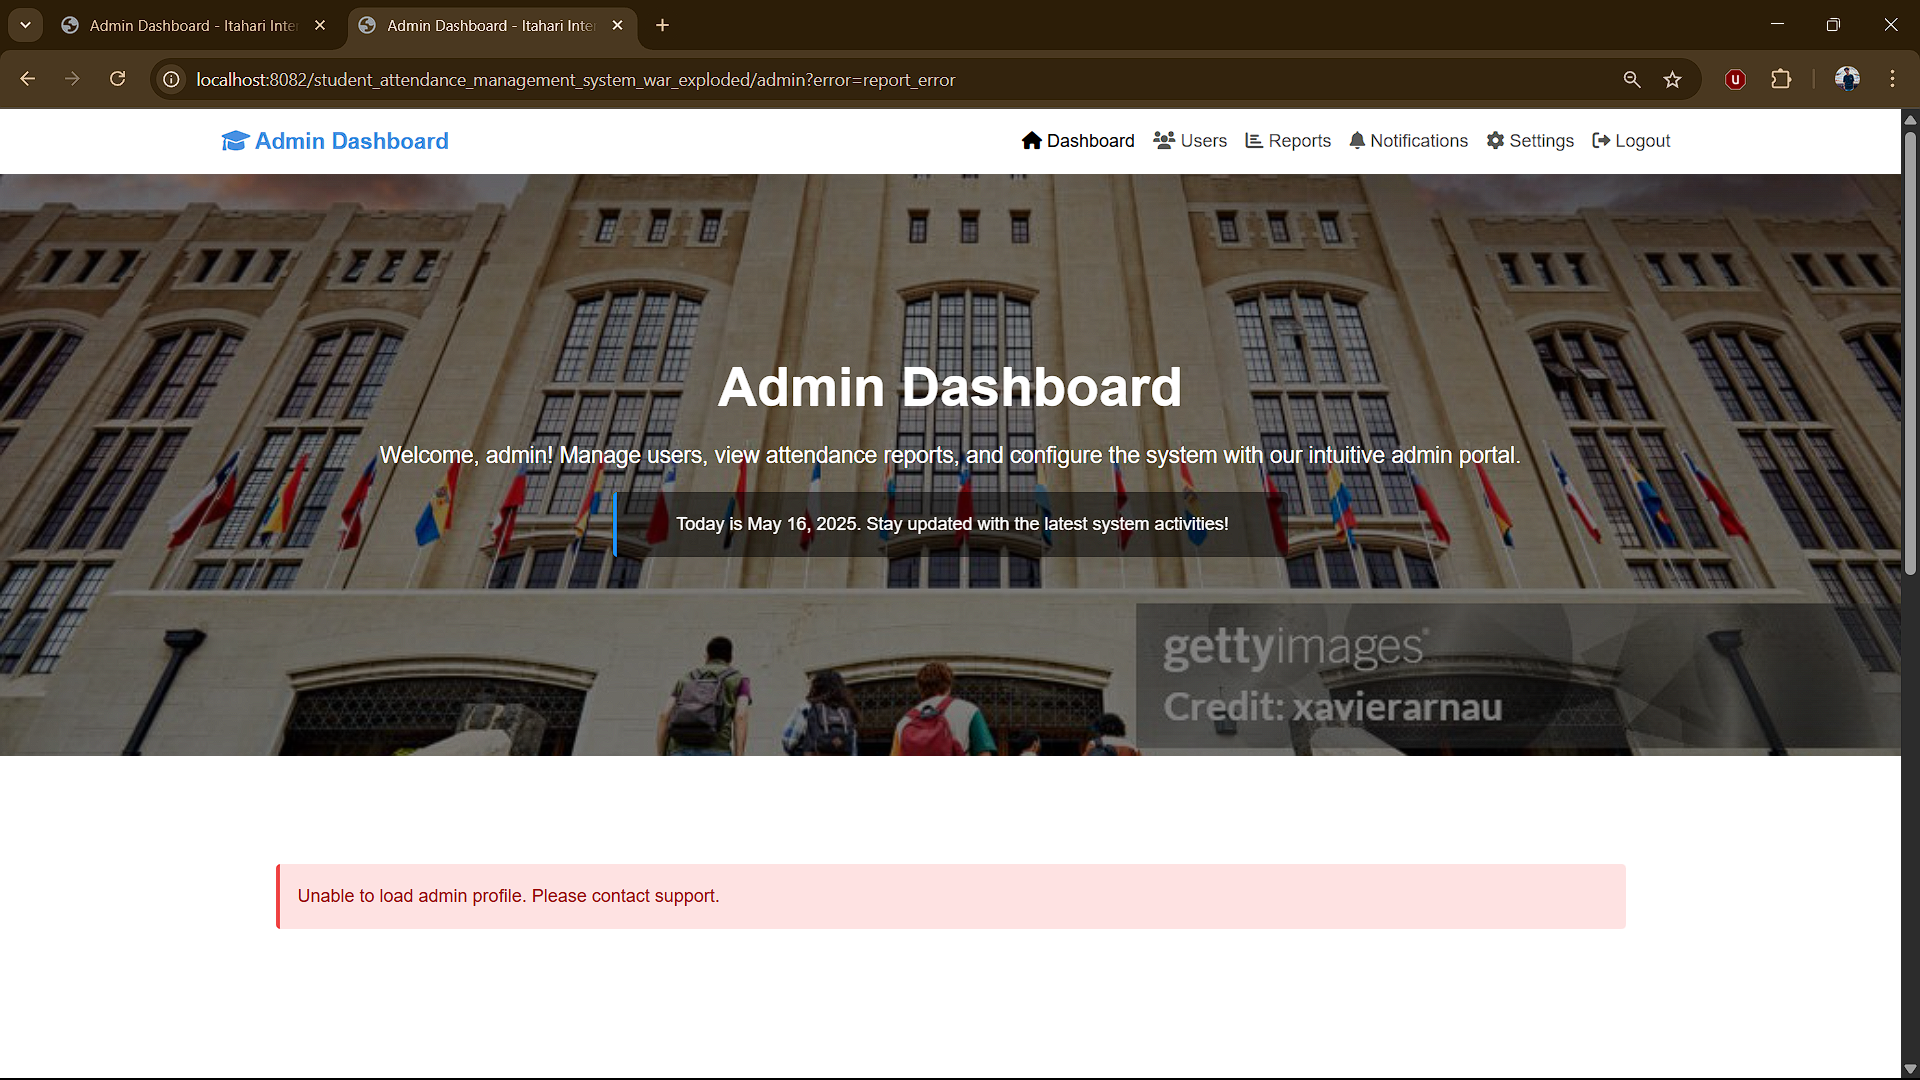 Admin Dashboard - Itahari Inter
Admin Dashboard - Itahari Inter
localhost:8082/student_attendance_management_system_war_exploded/admin?error=report_error
Admin Dashboard
Dashboard
Users
Reports
Notifications
Settings
Logout
Admin Dashboard
Welcome, admin! Manage users, view attendance reports, and configure the system with our intuitive admin portal.
Today is May 16, 2025. Stay updated with the latest system activities!
gettyimages®
Credit: xavierarnau
Unable to load admin profile. Please contact support.